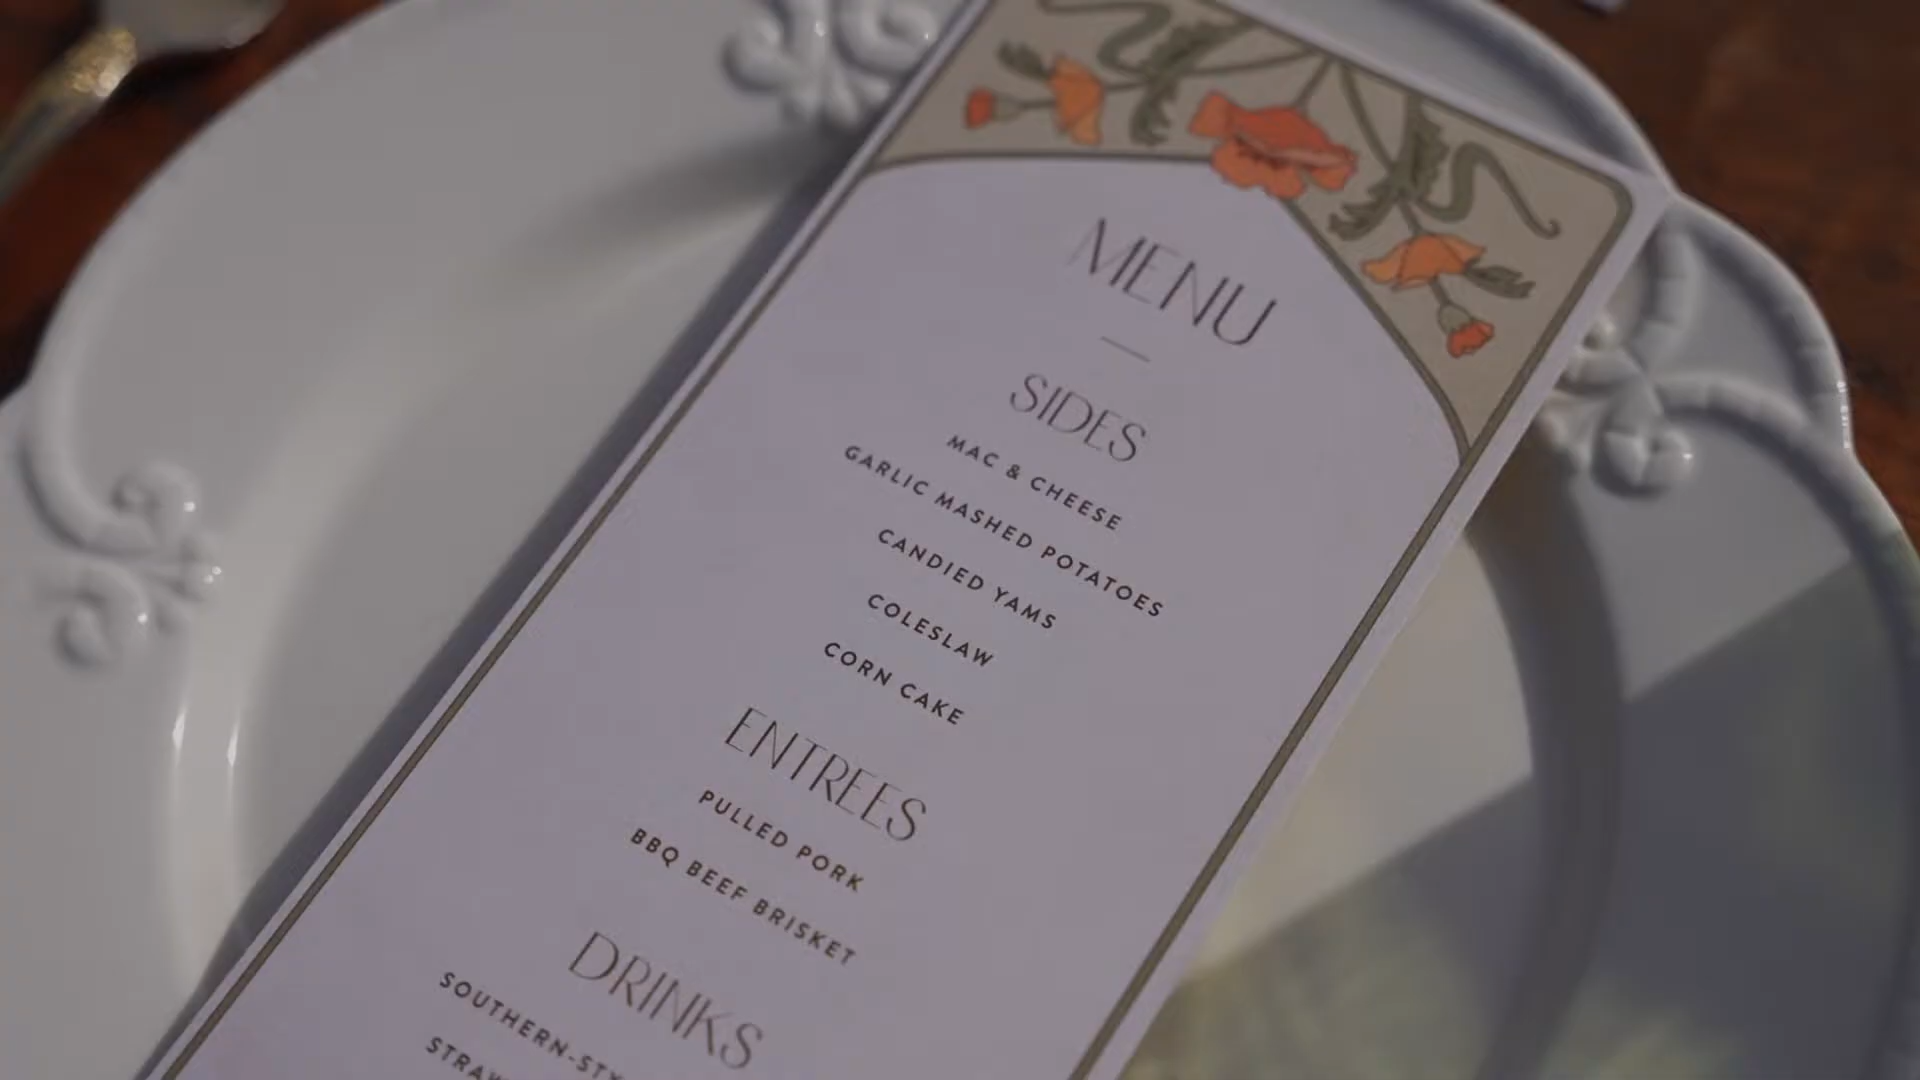 MENU
SIDES
MAC & CHEESE
GARLIC MASHED POTATOES
CANDIED YAMS
COLESLAW
CORN CAKE
ENTREES
PULLED PORK
BBQ BEEF BRISKET
DRINKS